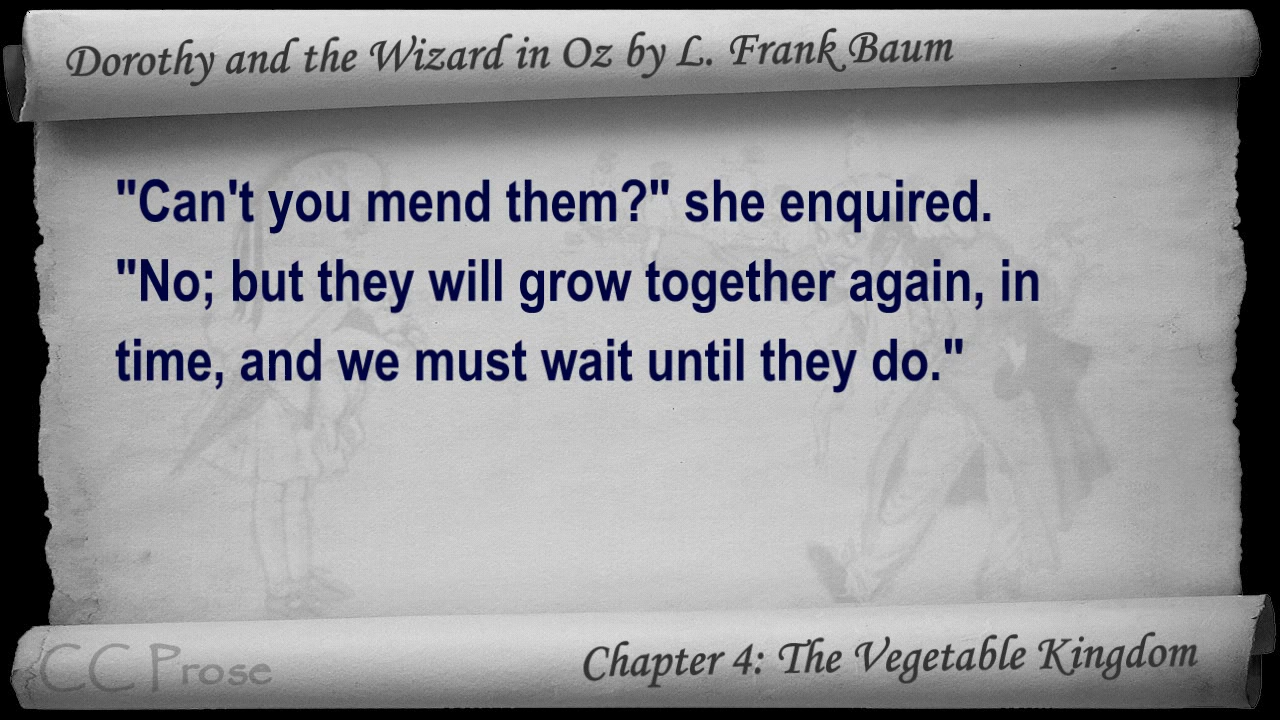 Dorothy and the Wizard in Oz by L. Frank Baum
"Can't you mend them?" she enquired.
"No; but they will grow together again, in
time, and we must wait until they do."
CC Prose
Chapter 4: The Vegetable Kingdom